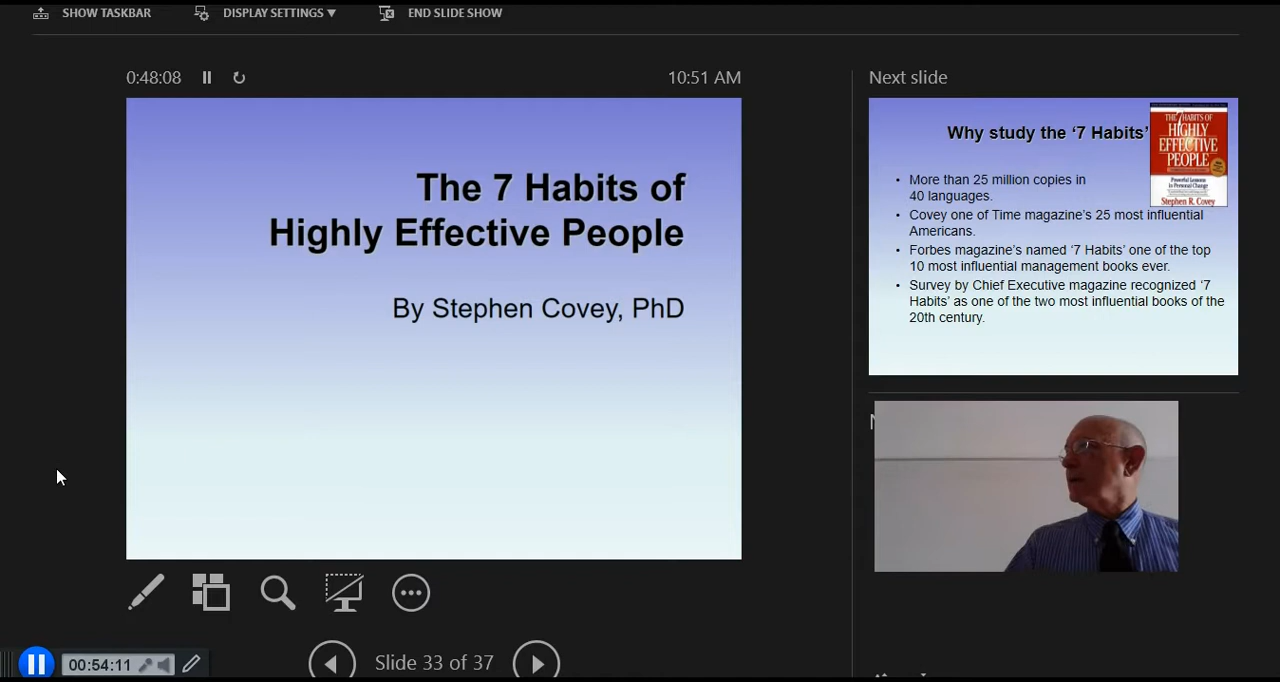 SHOW TASKBAR
DISPLAY SETTINGS ▼
END SLIDE SHOW
0:48:08
10:51 AM
The 7 Habits of
Highly Effective People
By Stephen Covey, PhD
Next slide
Why study the ‘7 Habits’
• More than 25 million copies in
40 languages.
• Covey one of Time magazine’s 25 most influential
Americans.
• Forbes magazine’s named ‘7 Habits’ one of the top
10 most influential management books ever.
• Survey by Chief Executive magazine recognized ‘7
Habits’ as one of the two most influential books of the
20th century.
THE 7 HABITS OF
HIGHLY
EFFECTIVE
PEOPLE
Powerful Lessons
in Personal Change
Stephen R. Covey
00:54:11
Slide 33 of 37